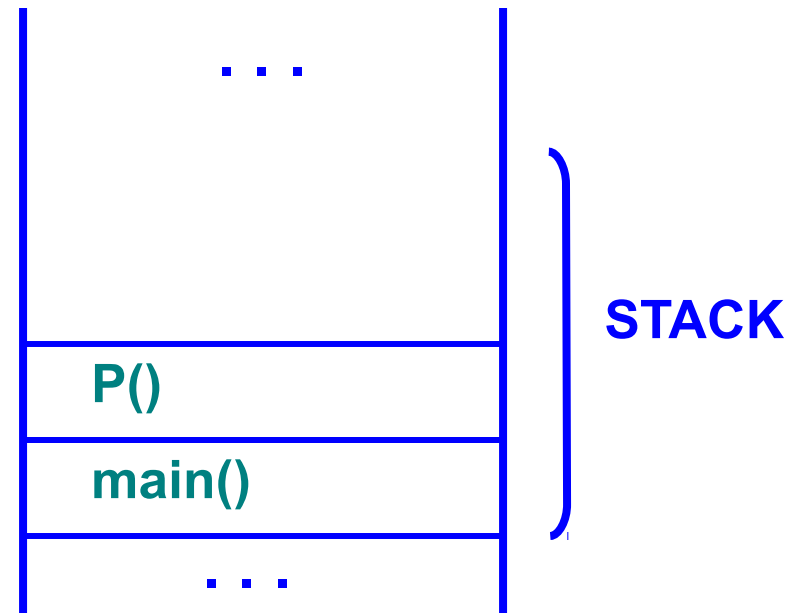 . . .
STACK
P()
main()
. . .